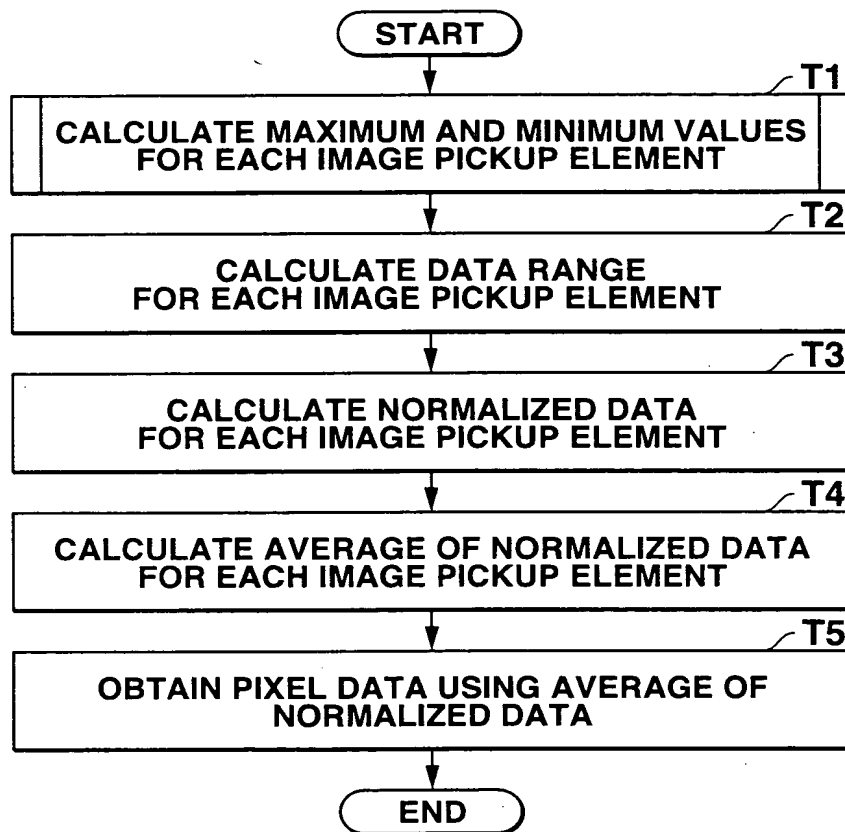 START
T1
CALCULATE MAXIMUM AND MINIMUM VALUES
FOR EACH IMAGE PICKUP ELEMENT
T2
CALCULATE DATA RANGE
FOR EACH IMAGE PICKUP ELEMENT
T3
CALCULATE NORMALIZED DATA
FOR EACH IMAGE PICKUP ELEMENT
T4
CALCULATE AVERAGE OF NORMALIZED DATA
FOR EACH IMAGE PICKUP ELEMENT
T5
OBTAIN PIXEL DATA USING AVERAGE OF
NORMALIZED DATA
END